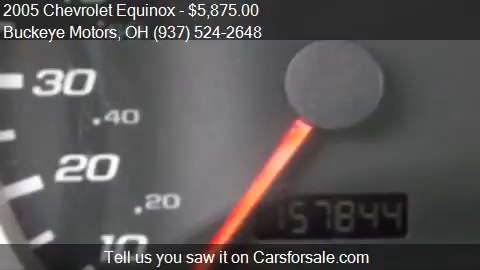 2005 Chevrolet Equinox - $5,875.00
Buckeye Motors, OH (937) 524-2648
30
.40
20
.20
10
157844
Tell us you saw it on Carsforsale.com